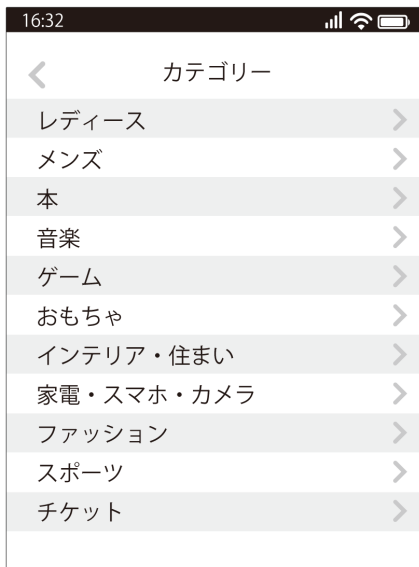 16:32
カテゴリー
レディース
メンズ
本
音楽
ゲーム
おもちゃ
インテリア・住まい
家電・スマホ・カメラ
ファッション
スポーツ
チケット